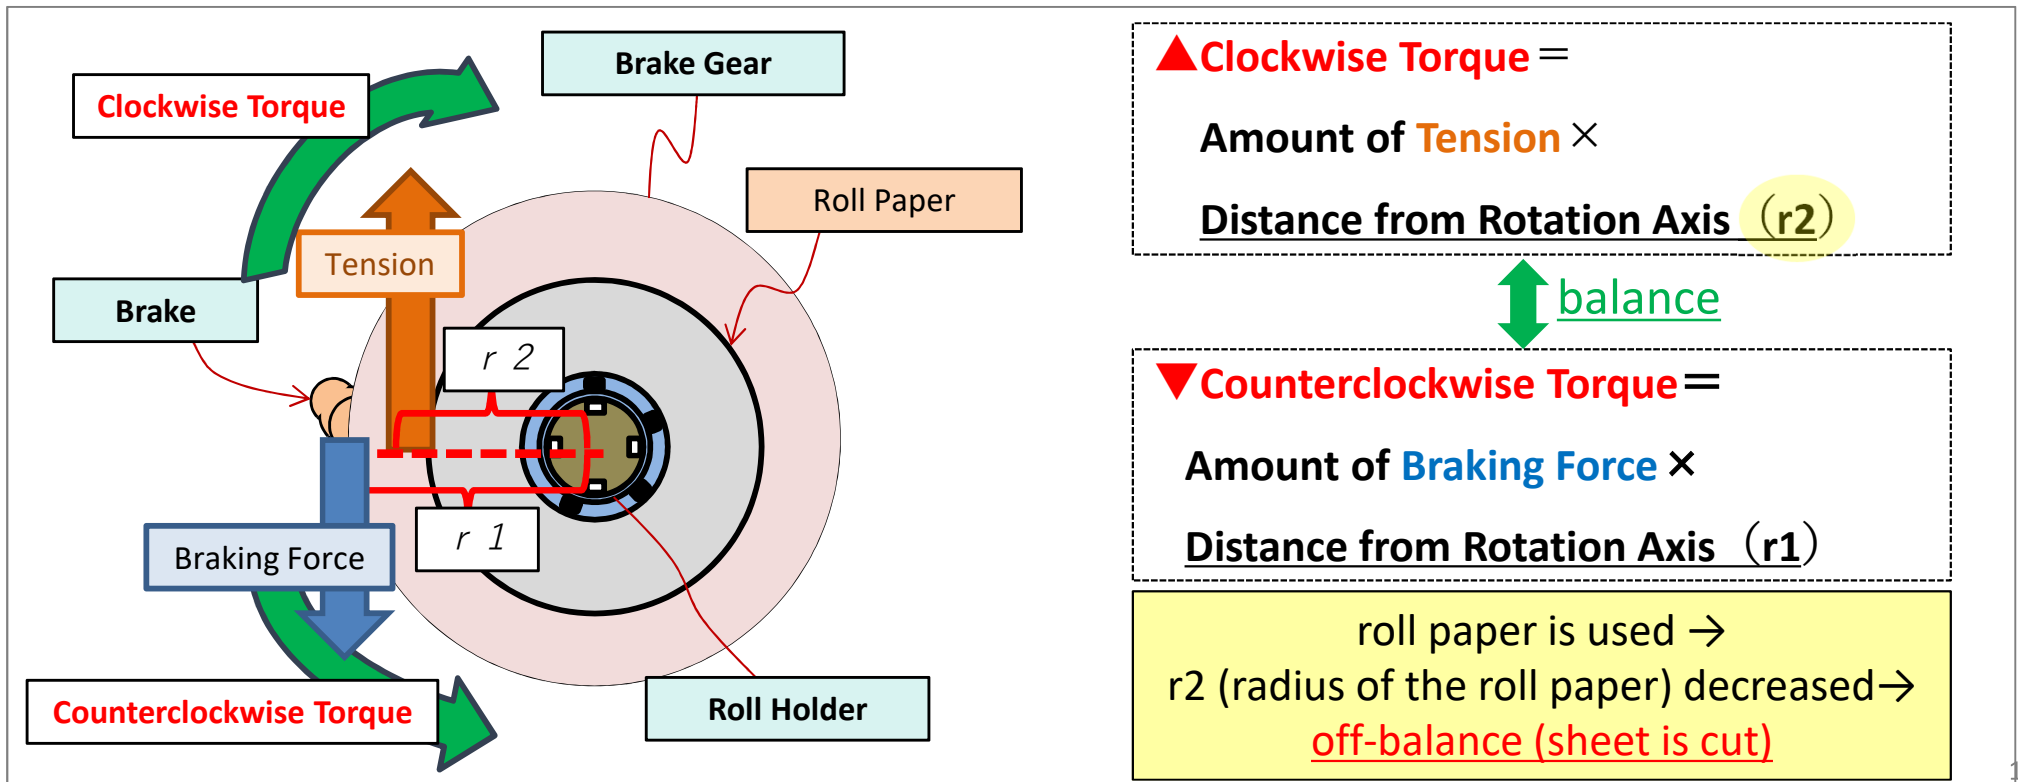 Brake Gear
Clockwise Torque
Roll Paper
Tension
Brake
r 2
r 1
Braking Force
Counterclockwise Torque
Roll Holder
▲Clockwise Torque＝
Amount of Tension×
Distance from Rotation Axis （r2）
balance
▼Counterclockwise Torque＝
Amount of Braking Force×
Distance from Rotation Axis （r1）
roll paper is used →
r2 (radius of the roll paper) decreased→
off-balance (sheet is cut)